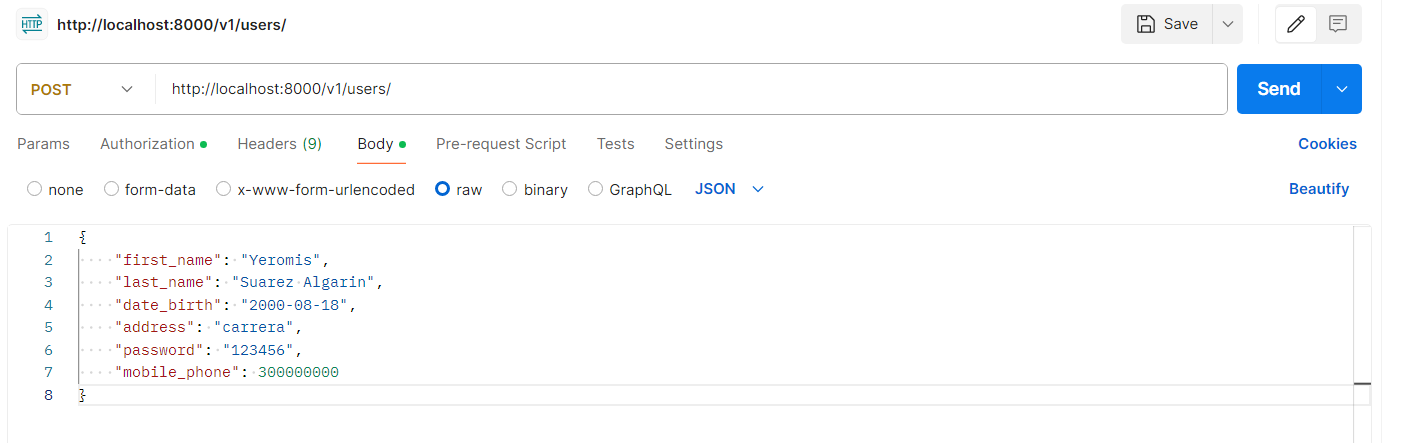 HTTP http://localhost:8000/v1/users/ Save
POST http://localhost:8000/v1/users/ Send
Params Authorization Headers (9) Body Pre-request Script Tests Settings Cookies
none form-data x-www-form-urlencoded raw binary GraphQL JSON Beautify
1 {
2 ····"first_name":·"Yeromis",
3 ····"last_name":·"Suarez·Algarin",
4 ····"date_birth":·"2000-08-18",
5 ····"address":·"carrera",
6 ····"password":·"123456",
7 ····"mobile_phone":·300000000
8 }